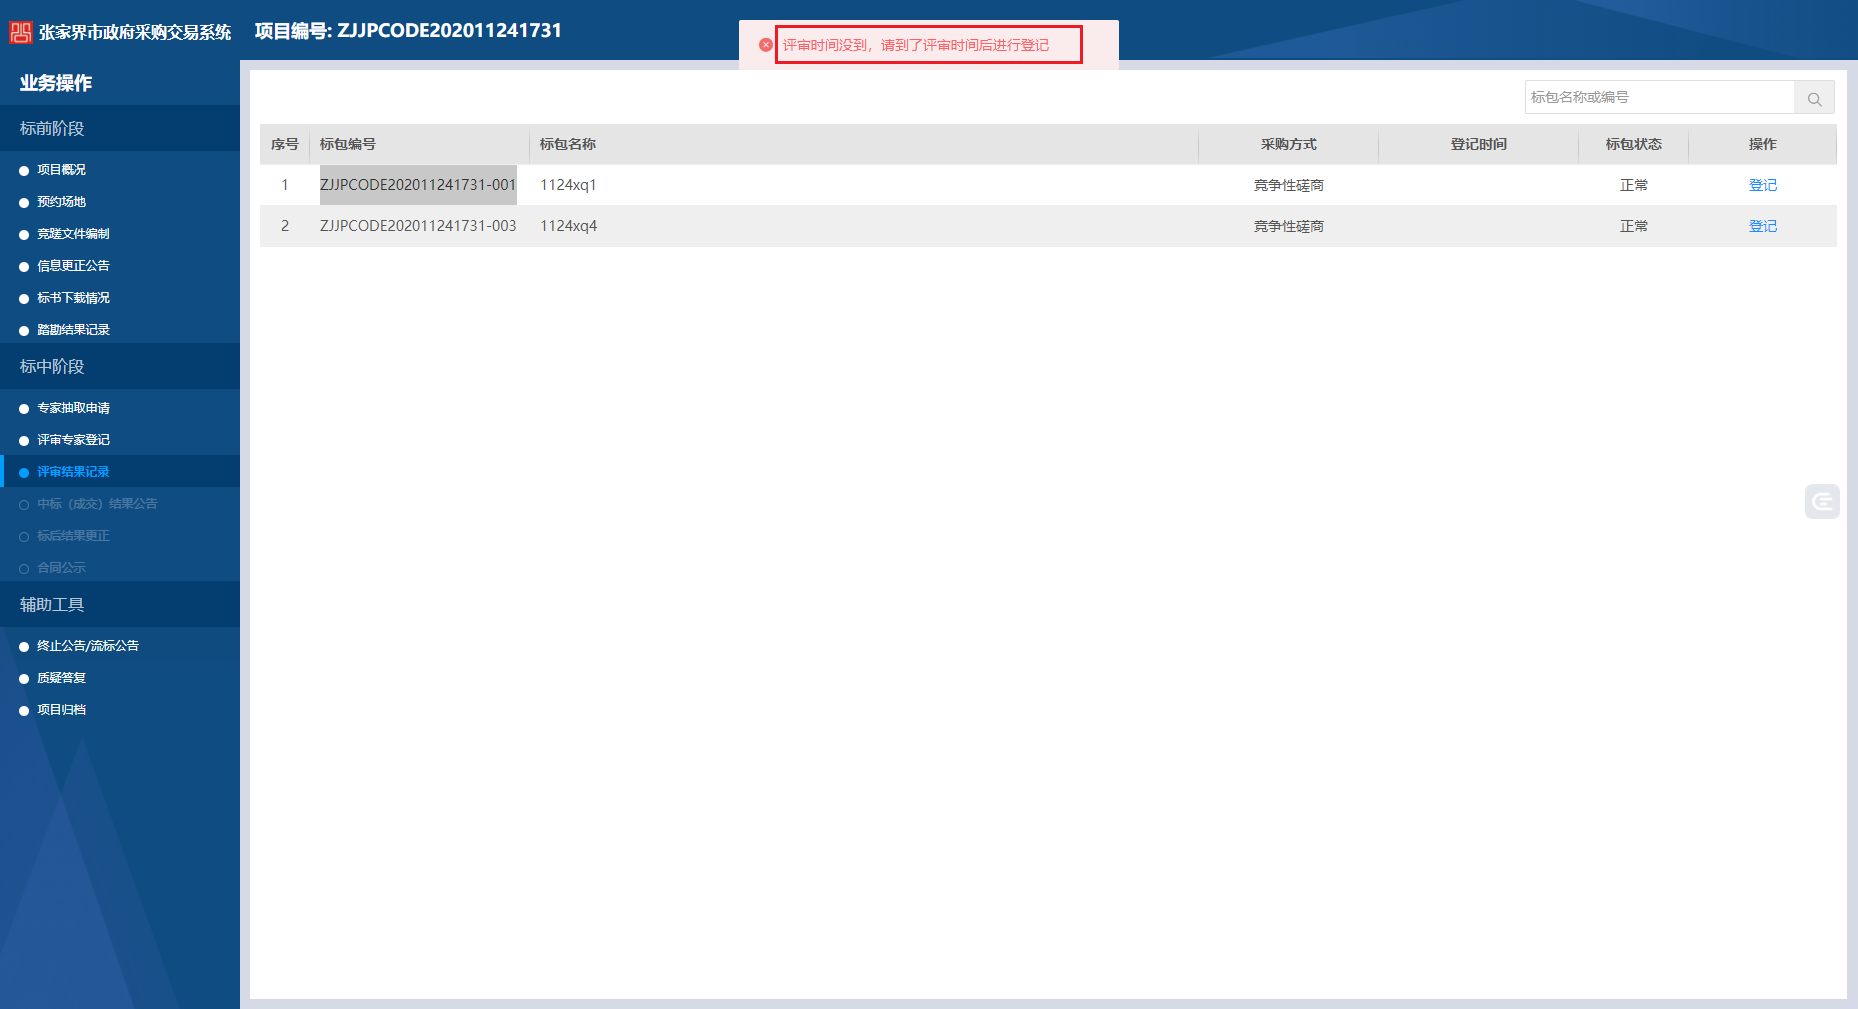 张家界市政府采购交易系统
项目编号: ZJJPCODE202011241731
评审时间没到，请到了评审时间后进行登记
业务操作
标前阶段
项目概况
预约场地
竞磋文件编制
信息更正公告
标书下载情况
踏勘结果记录
标中阶段
专家抽取申请
评审专家登记
评审结果记录
中标（成交）结果公告
标后结果更正
合同公示
辅助工具
终止公告/流标公告
质疑答复
项目归档
标包名称或编号
序号 标包编号 标包名称 采购方式 登记时间 标包状态 操作
1 ZJJPCODE202011241731-001 1124xq1 竞争性磋商 正常 登记
2 ZJJPCODE202011241731-003 1124xq4 竞争性磋商 正常 登记